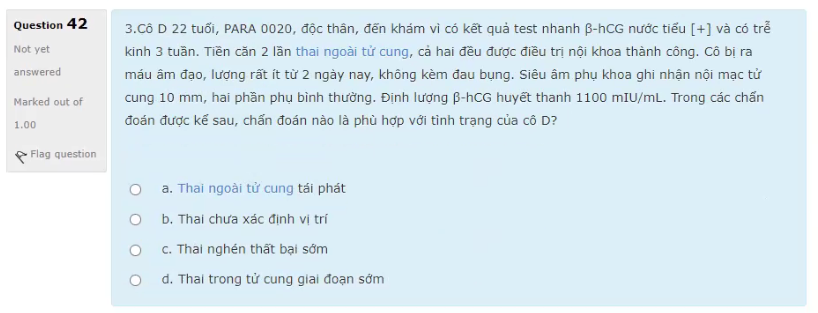 Question 42
Not yet
answered
Marked out of
1.00
Flag question
3.Cô D 22 tuổi, PARA 0020, độc thân, đến khám vì có kết quả test nhanh β-hCG nước tiểu [+] và có trễ
kinh 3 tuần. Tiền căn 2 lần thai ngoài tử cung, cả hai đều được điều trị nội khoa thành công. Cô bị ra
máu âm đạo, lượng rất ít từ 2 ngày nay, không kèm đau bụng. Siêu âm phụ khoa ghi nhận nội mạc tử
cung 10 mm, hai phần phụ bình thường. Định lượng β-hCG huyết thanh 1100 mIU/mL. Trong các chẩn
đoán được kể sau, chẩn đoán nào là phù hợp với tình trạng của cô D?
a. Thai ngoài tử cung tái phát
b. Thai chưa xác định vị trí
c. Thai nghén thất bại sớm
d. Thai trong tử cung giai đoạn sớm